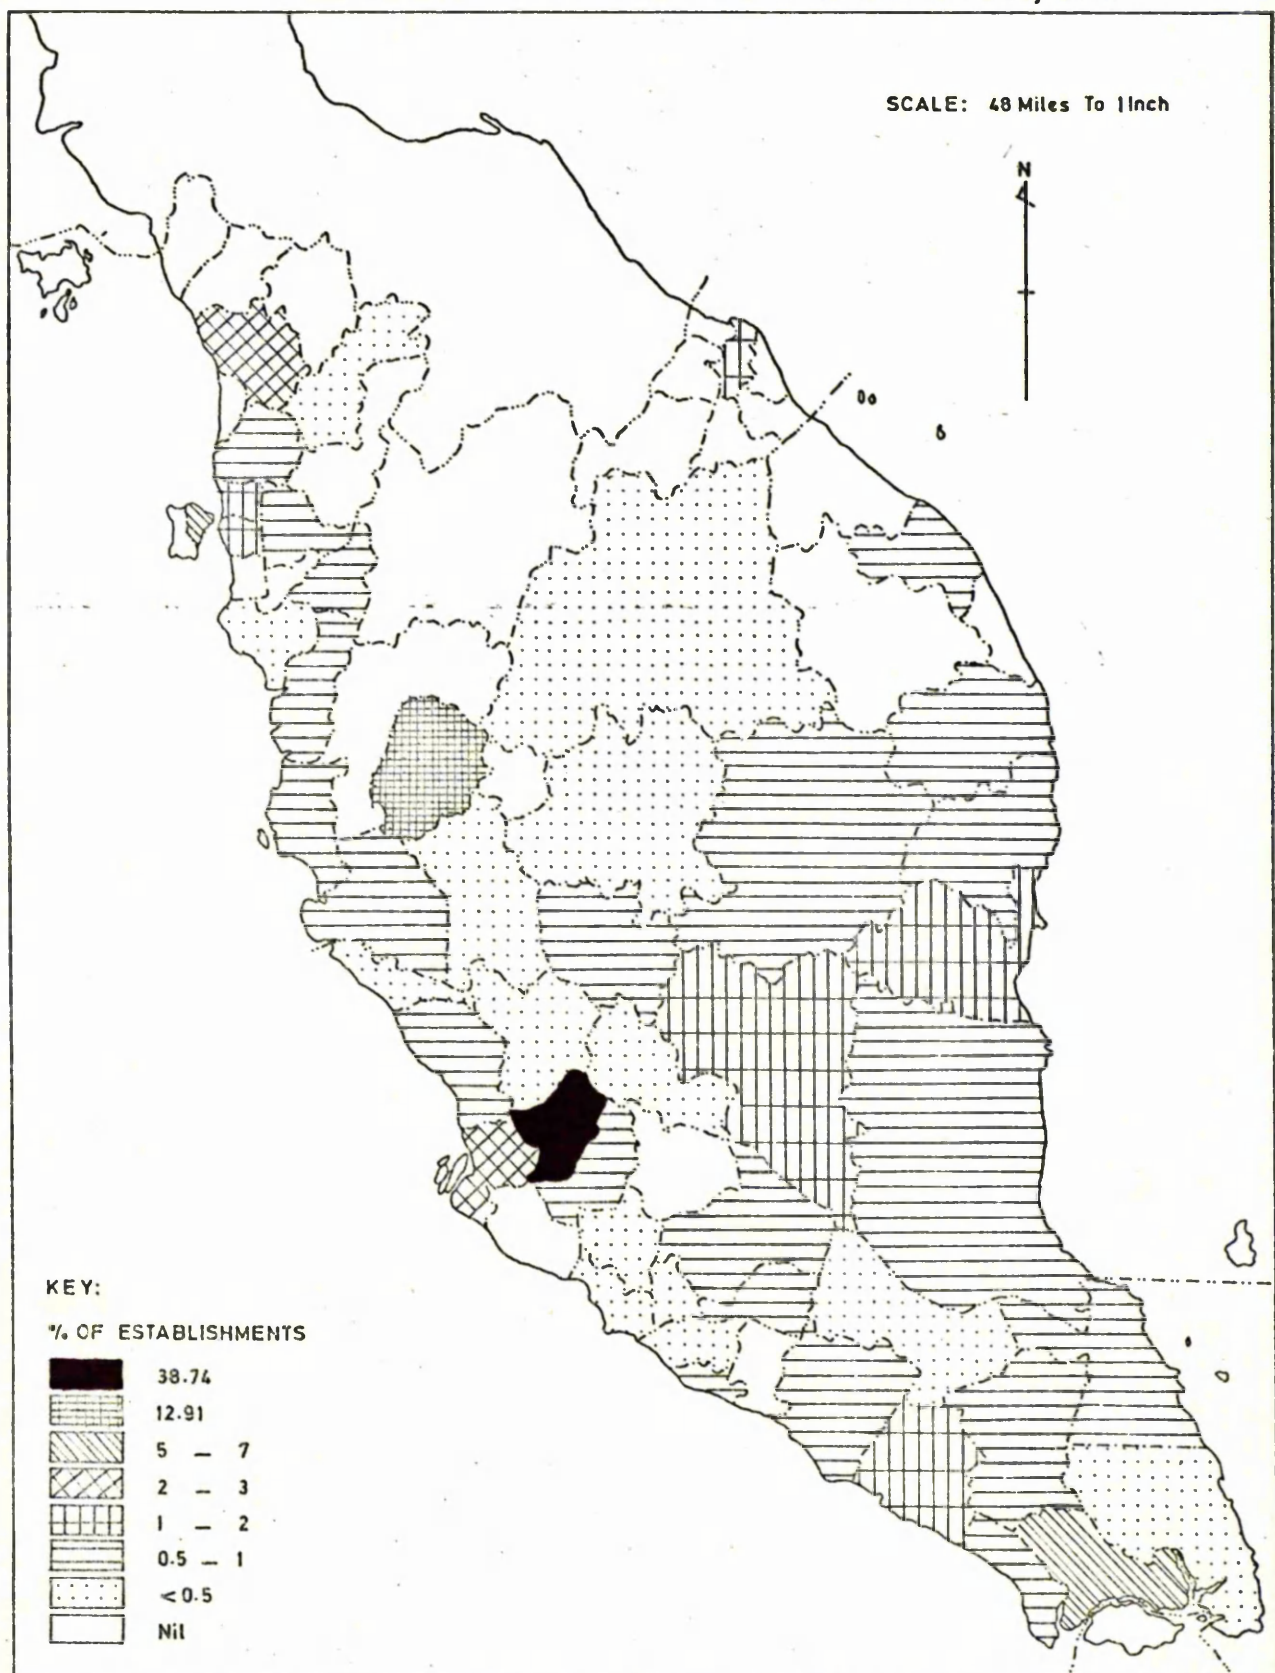 SCALE: 48 Miles To 1 Inch
N
KEY:
% OF ESTABLISHMENTS
38.74
12.91
5 – 7
2 – 3
1 – 2
0.5 – 1
<0.5
Nil